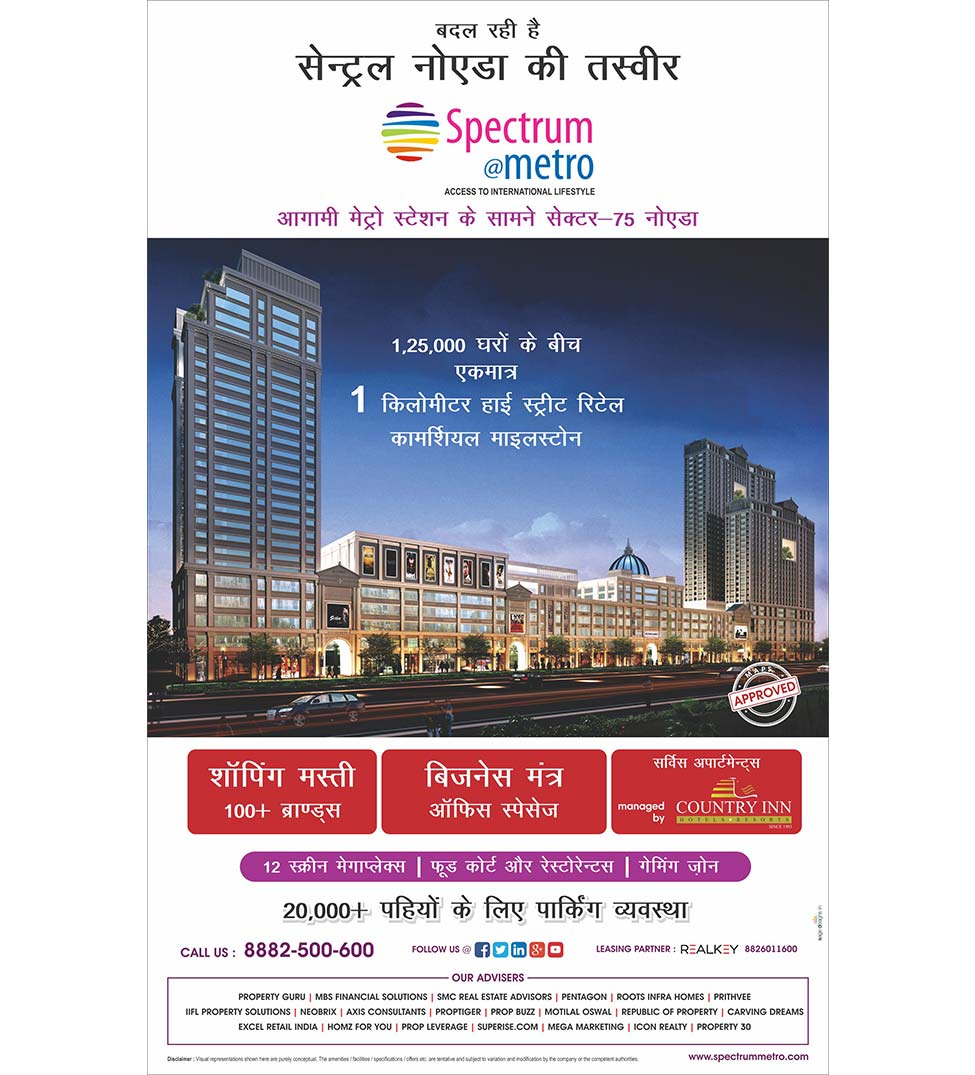 बदल रही है
सेन्ट्रल नोएडा की तस्वीर
Spectrum
@metro
ACCESS TO INTERNATIONAL LIFESTYLE
आगामी मेट्रो स्टेशन के सामने सेक्टर–75 नोएडा
1,25,000 घरों के बीच
एकमात्र
1 किलोमीटर हाई स्ट्रीट रिटेल
कामर्शियल माइलस्टोन
MAPS
APPROVED
शॉपिंग मस्ती
100+ ब्राण्ड्स
बिजनेस मंत्र
ऑफिस स्पेसेज
सर्विस अपार्टमेन्ट्स
managed by
COUNTRY INN
HOTELS • RESORTS
SINCE 1993
12 स्क्रीन मेगाप्लेक्स | फूड कोर्ट और रेस्टोरेन्टस | गेमिंग ज़ोन
20,000+ पहियों के लिए पार्किंग व्यवस्था
CALL US : 8882-500-600 FOLLOW US @ LEASING PARTNER : REALKEY 8826011600
OUR ADVISERS
PROPERTY GURU | MBS FINANCIAL SOLUTIONS | SMC REAL ESTATE ADVISORS | PENTAGON | ROOTS INFRA HOMES | PRITHVEE
IIFL PROPERTY SOLUTIONS | NEOBRIX | AXIS CONSULTANTS | PROPTIGER | PROP BUZZ | MOTILAL OSWAL | REPUBLIC OF PROPERTY | CARVING DREAMS
EXCEL RETAIL INDIA | HOMZ FOR YOU | PROP LEVERAGE | SUPERISE.COM | MEGA MARKETING | ICON REALTY | PROPERTY 30
Disclaimer : Visual representations shown here are purely conceptual. The amenities / facilities / specifications / offers etc. are tentative and subject to variation and modification by the company or the competent authorities.
www.spectrummetro.com